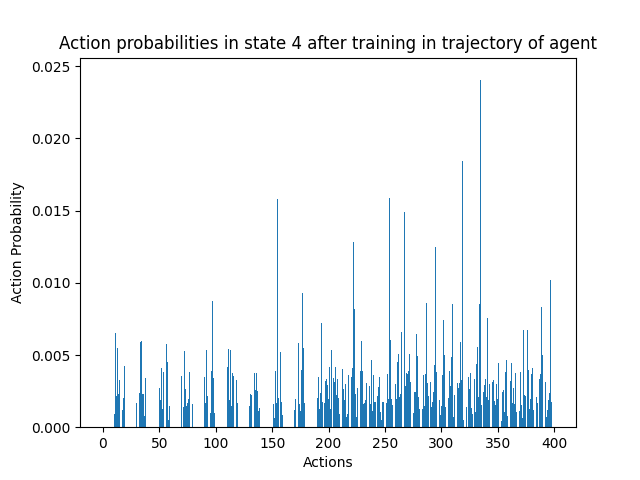 Action probabilities in state 4 after training in trajectory of agent
0.025
0.020
0.015
0.010
0.005
0.000
Action Probability
0 50 100 150 200 250 300 350 400
Actions